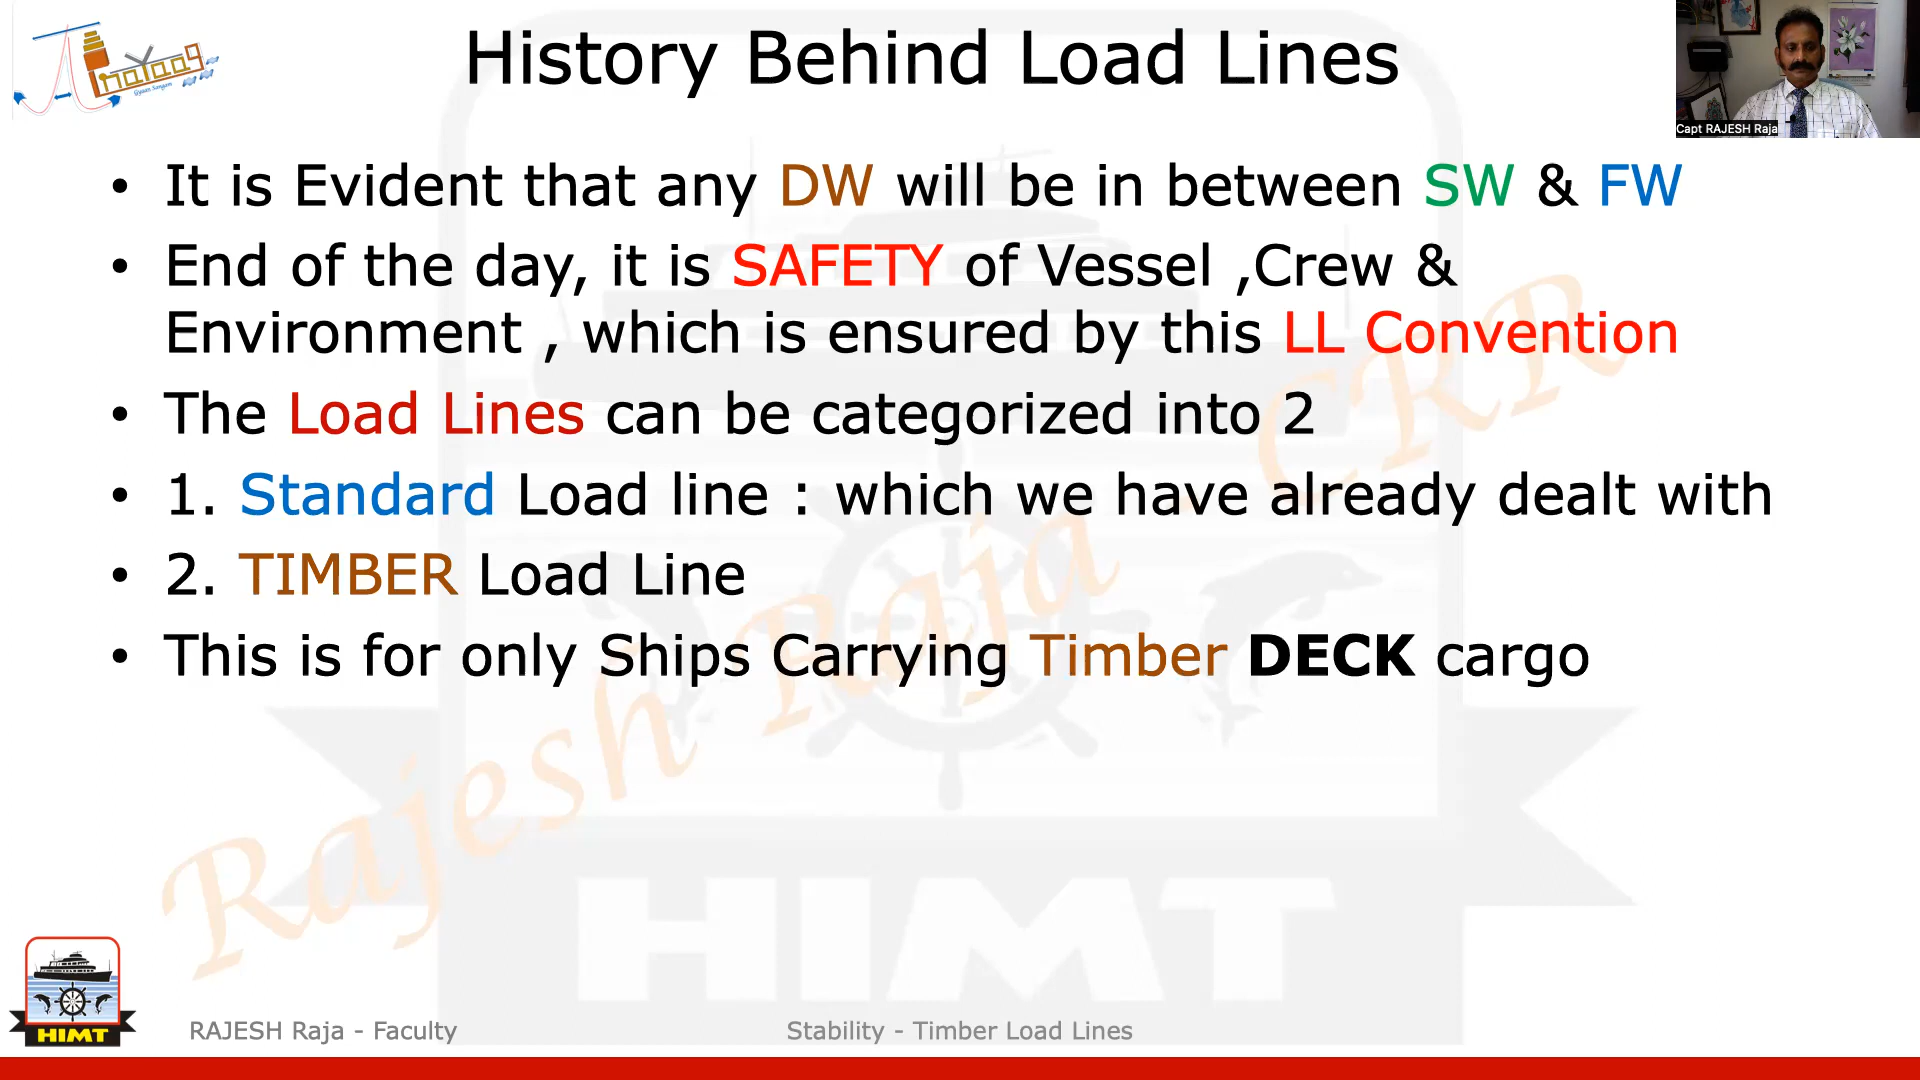 History Behind Load Lines
Capt RAJESH Raja
• It is Evident that any DW will be in between SW & FW
• End of the day, it is SAFETY of Vessel ,Crew &
Environment , which is ensured by this LL Convention
• The Load Lines can be categorized into 2
• 1. Standard Load line : which we have already dealt with
• 2. TIMBER Load Line
• This is for only Ships Carrying Timber DECK cargo
Rajesh Raja - CRR
HIMT
HIMT
RAJESH Raja - Faculty
Stability - Timber Load Lines